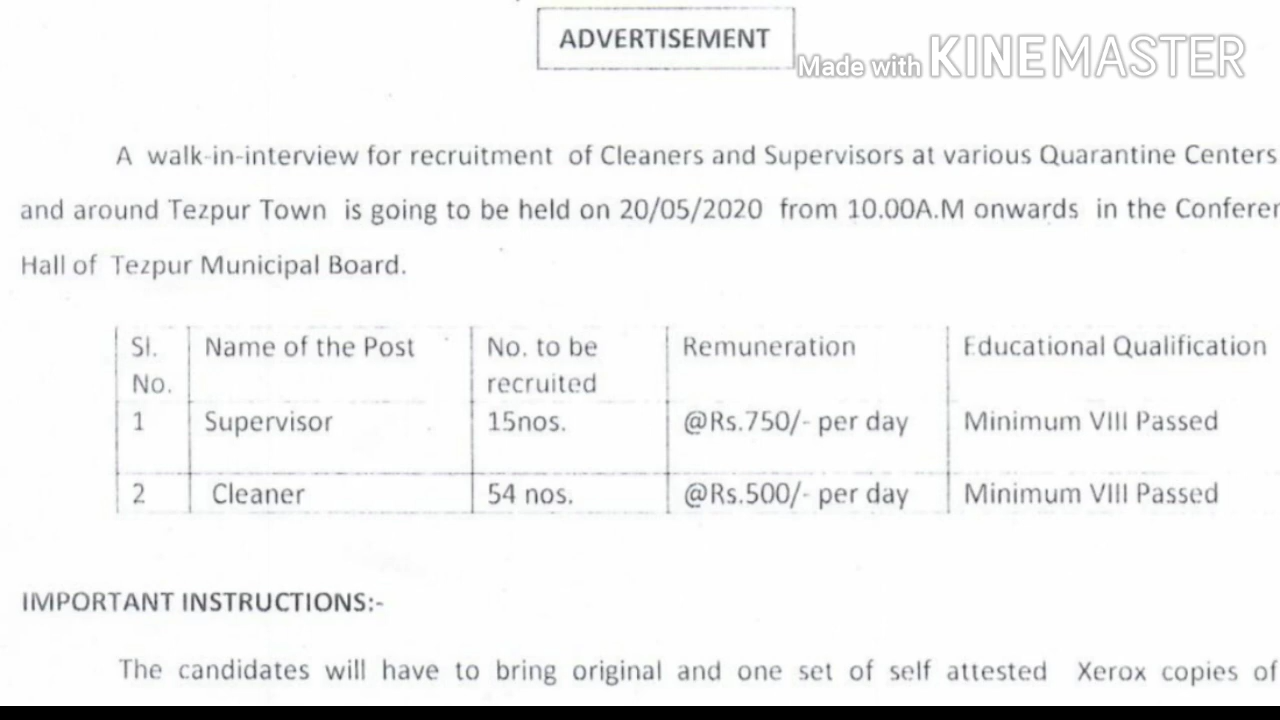 ADVERTISEMENT
Made with KINEMASTER
A walk-in-interview for recruitment of Cleaners and Supervisors at various Quarantine Centers
and around Tezpur Town is going to be held on 20/05/2020 from 10.00A.M onwards in the Conferen
Hall of Tezpur Municipal Board.
Sl. No. Name of the Post No. to be recruited Remuneration Educational Qualification
1 Supervisor 15nos. @Rs.750/- per day Minimum VIII Passed
2 Cleaner 54 nos. @Rs.500/- per day Minimum VIII Passed
IMPORTANT INSTRUCTIONS:-
The candidates will have to bring original and one set of self attested Xerox copies of